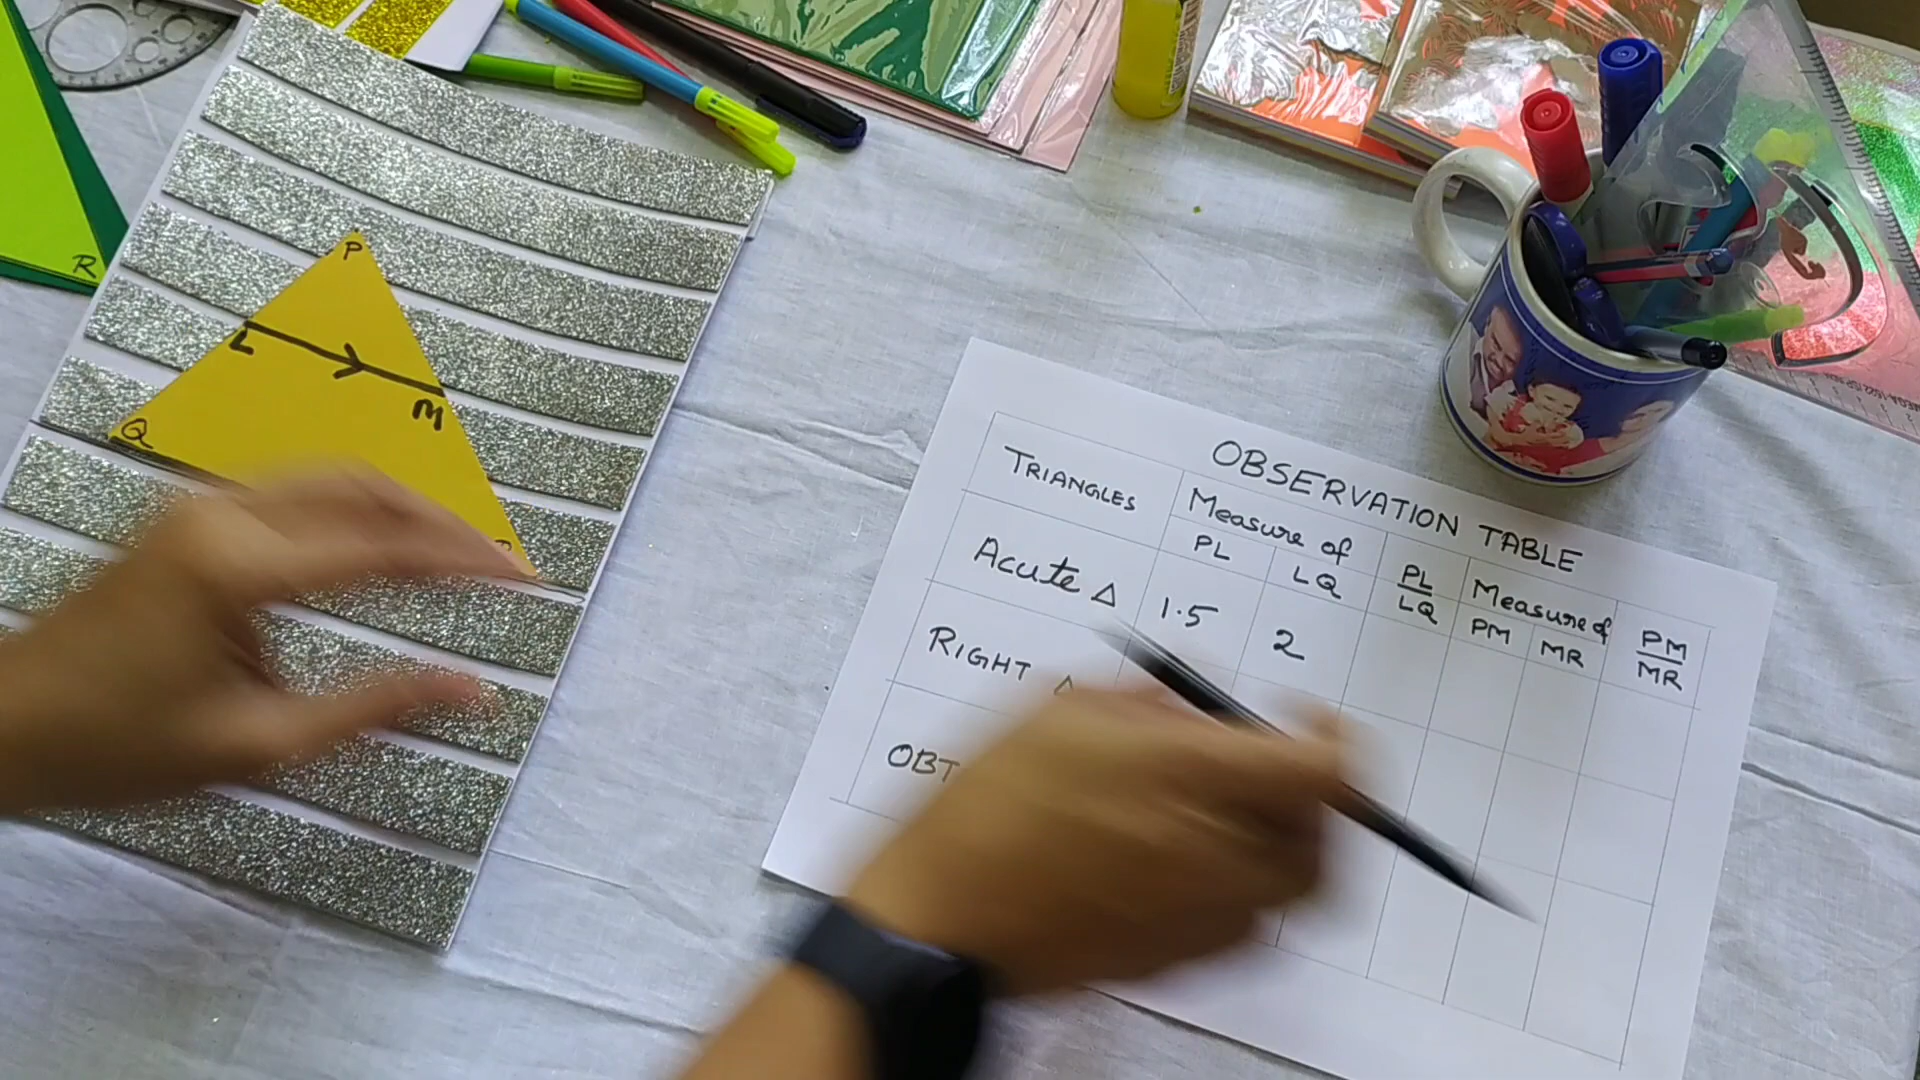 P
L
M
Q
R
OBSERVATION TABLE
TRIANGLES
Measure of
PL
LQ
PL
LQ
Measure of
PM
MR
PM
MR
Acute △
1.5
2
RIGHT
OBT